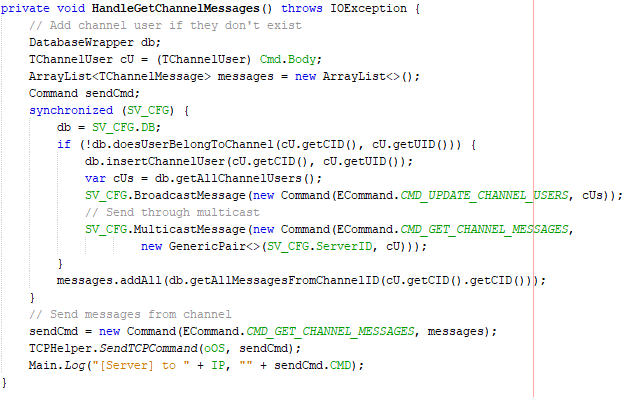 private void HandleGetChannelMessages() throws IOException {
// Add channel user if they don't exist
DatabaseWrapper db;
TChannelUser cU = (TChannelUser) Cmd.Body;
ArrayList<TChannelMessage> messages = new ArrayList<>();
Command sendCmd;
synchronized (SV_CFG) {
db = SV_CFG.DB;
if (!db.doesUserBelongToChannel(cU.getCID(), cU.getUID())) {
db.insertChannelUser(cU.getCID(), cU.getUID());
var cUs = db.getAllChannelUsers();
SV_CFG.BroadcastMessage(new Command(ECommand.CMD_UPDATE_CHANNEL_USERS, cUs));
// Send through multicast
SV_CFG.MulticastMessage(new Command(ECommand.CMD_GET_CHANNEL_MESSAGES,
new GenericPair<>(SV_CFG.ServerID, cU)));
}
messages.addAll(db.getAllMessagesFromChannelID(cU.getCID().getCID()));
}
// Send messages from channel
sendCmd = new Command(ECommand.CMD_GET_CHANNEL_MESSAGES, messages);
TCPHelper.SendTCPCommand(oOS, sendCmd);
Main.Log("[Server] to " + IP, "" + sendCmd.CMD);
}